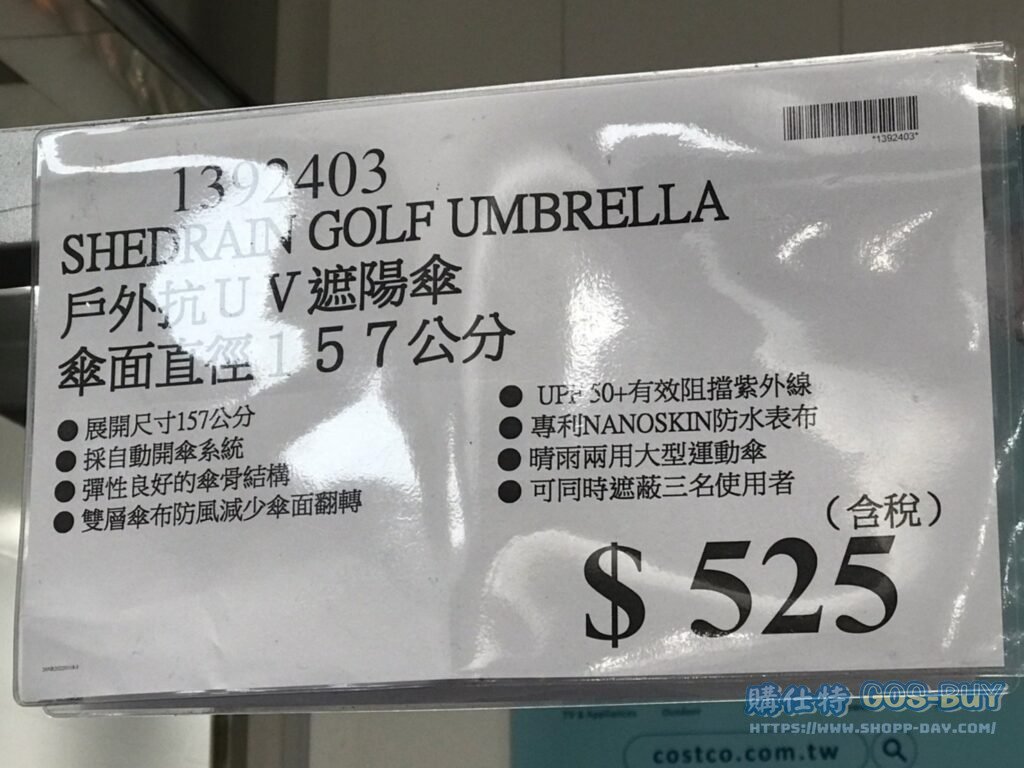 *1392403*
1392403
SHEDRAIN GOLF UMBRELLA
戶外抗UV遮陽傘
傘面直徑157公分
● 展開尺寸157公分
● 採自動開傘系統
● 彈性良好的傘骨結構
● 雙層傘布防風減少傘面翻轉
● UPF 50+有效阻擋紫外線
● 專利NANOSKIN防水表布
● 晴雨兩用大型運動傘
● 可同時遮蔽三名使用者
（含稅）
$ 525
購仕特 COS-BUY
HTTPS://WWW.SHOPP-DAY.COM/
TV & Appliances Outdoor
costco.com.tw